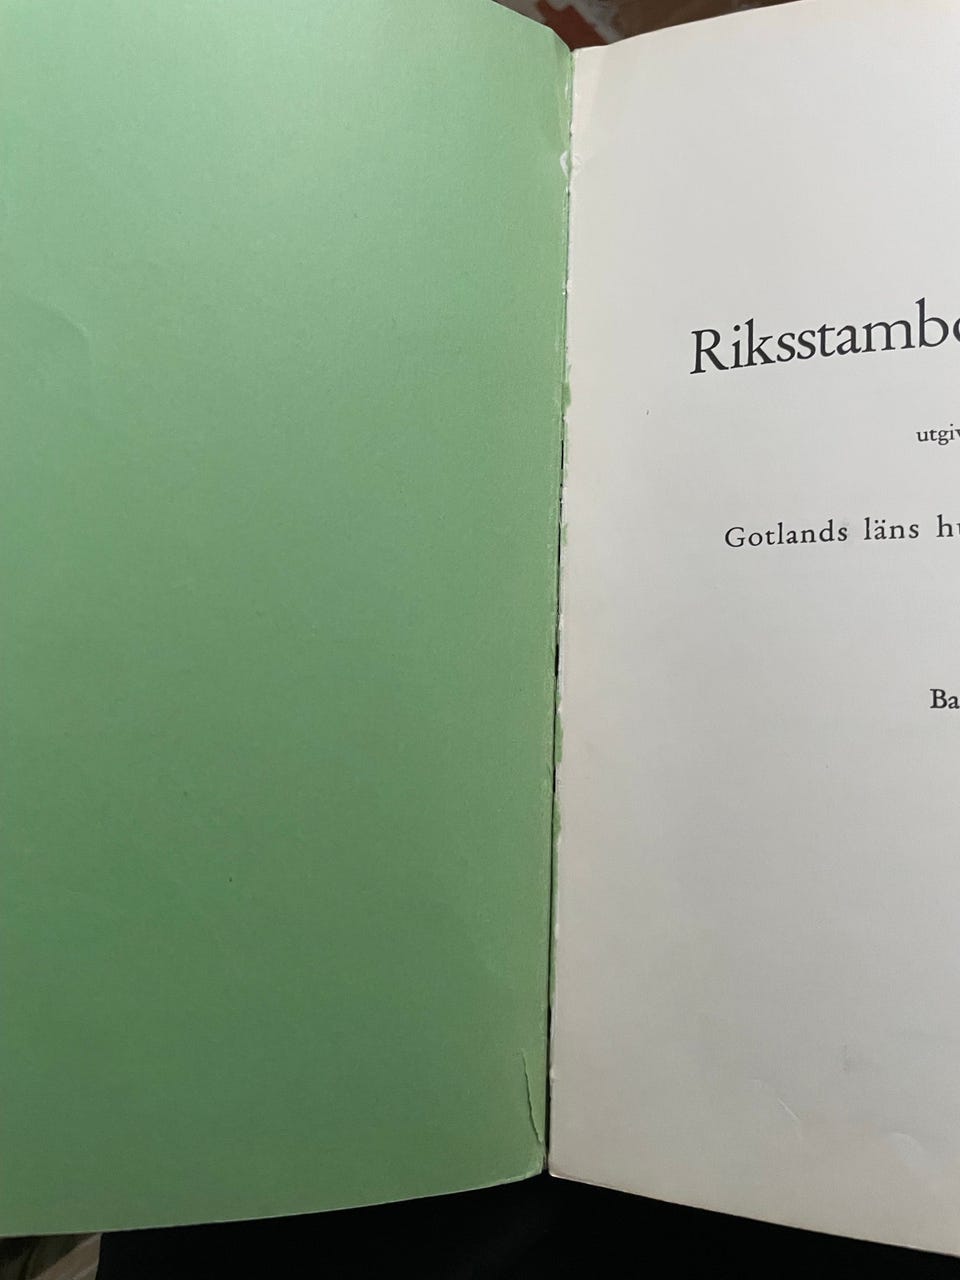 Riksstambo
utgiv
Gotlands läns hu
Ba